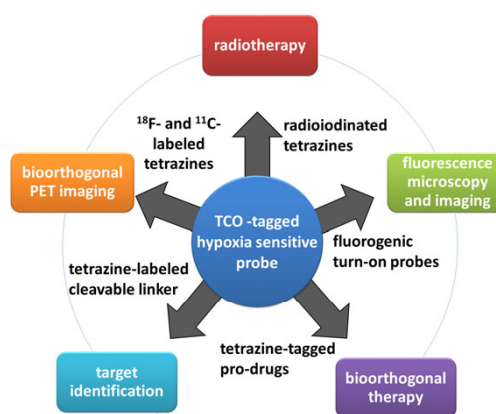 radiotherapy
¹⁸F- and ¹¹C-
labeled
tetrazines
radioiodinated
tetrazines
bioorthogonal
PET imaging
fluorescence
microscopy
and imaging
TCO -tagged
hypoxia sensitive
probe
tetrazine-labeled
cleavable linker
fluorogenic
turn-on probes
tetrazine-tagged
pro-drugs
target
identification
bioorthogonal
therapy